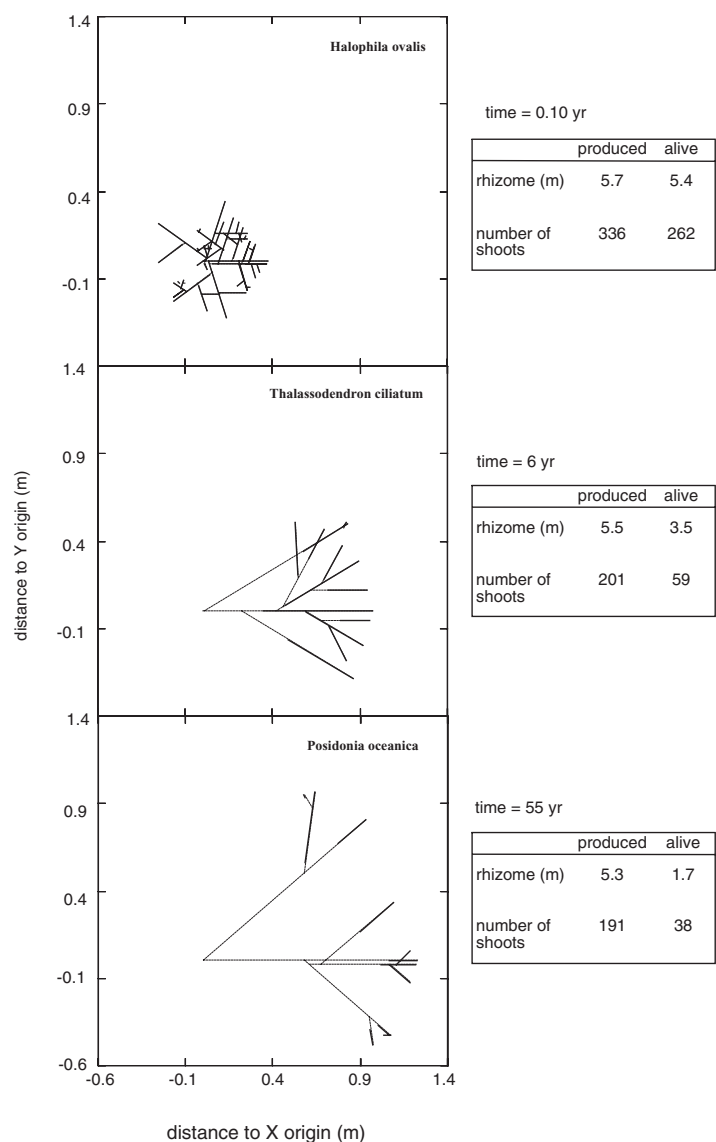 1.4
Halophila ovalis
0.9
0.4
-0.1
time = 0.10 yr
produced alive
rhizome (m) 5.7 5.4
number of shoots 336 262
1.4
Thalassodendron ciliatum
0.9
0.4
-0.1
time = 6 yr
produced alive
rhizome (m) 5.5 3.5
number of shoots 201 59
distance to Y origin (m)
1.4
Posidonia oceanica
0.9
0.4
-0.1
-0.6
time = 55 yr
produced alive
rhizome (m) 5.3 1.7
number of shoots 191 38
-0.6 -0.1 0.4 0.9 1.4
distance to X origin (m)